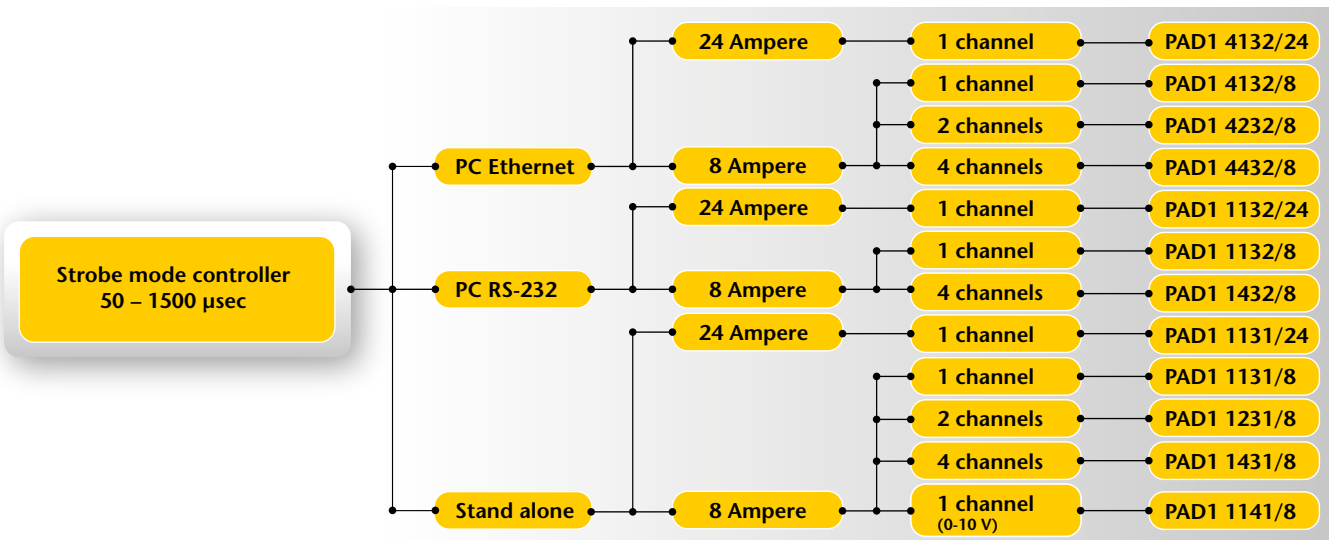 24 Ampere 1 channel PAD1 4132/24
1 channel PAD1 4132/8
2 channels PAD1 4232/8
PC Ethernet 8 Ampere 4 channels PAD1 4432/8
24 Ampere 1 channel PAD1 1132/24
1 channel PAD1 1132/8
Strobe mode controller
50 – 1500 µsec
PC RS-232 8 Ampere 4 channels PAD1 1432/8
24 Ampere 1 channel PAD1 1131/24
1 channel PAD1 1131/8
2 channels PAD1 1231/8
4 channels PAD1 1431/8
Stand alone 8 Ampere 1 channel PAD1 1141/8
(0-10 V)